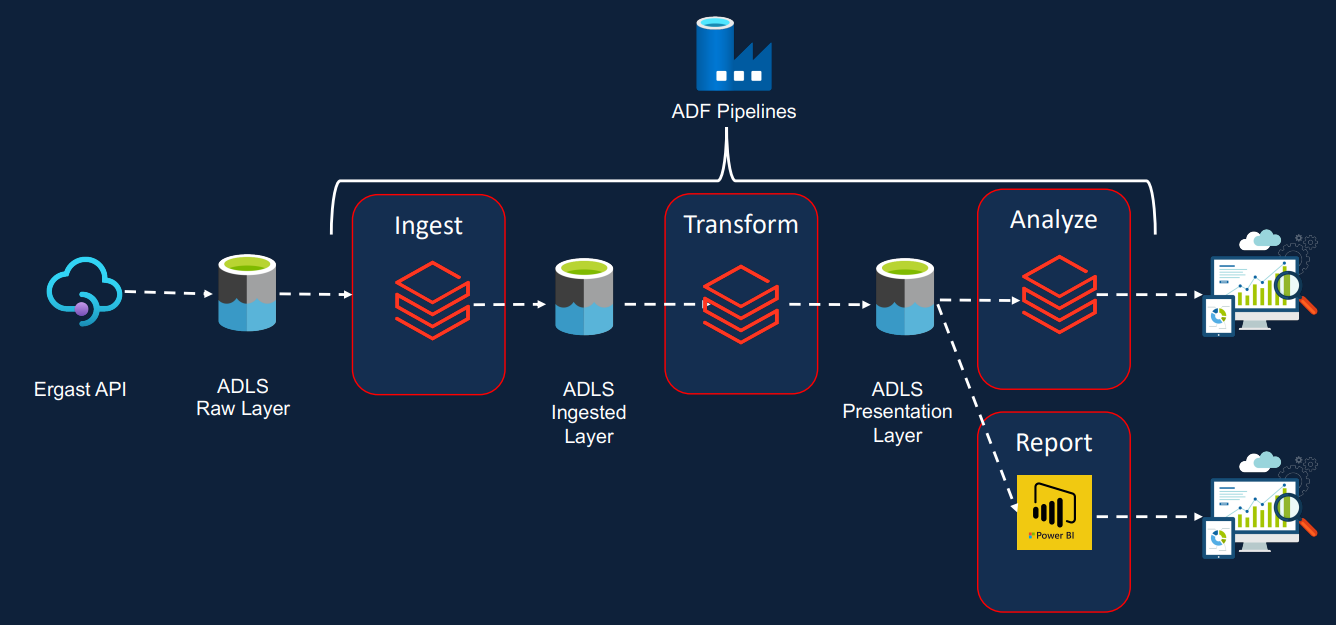 ADF Pipelines
Ingest
Transform
Analyze
Ergast API
ADLS
Raw Layer
ADLS
Ingested
Layer
ADLS
Presentation
Layer
Report
Power BI